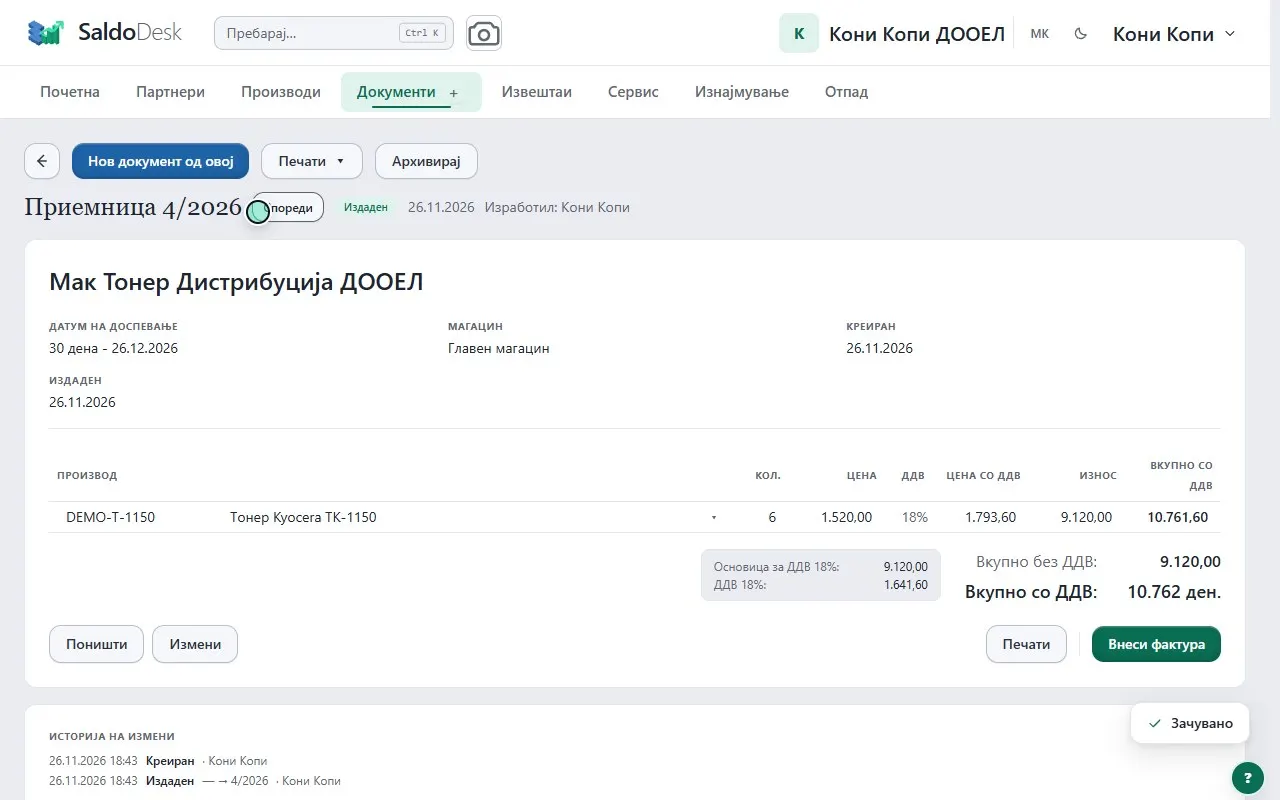 SaldoDesk
Пребарај... Ctrl K
К Кони Копи ДООЕЛ МК Кони Копи
Почетна Партнери Производи Документи + Извештаи Сервис Изнајмување Отпад
Нов документ од овој Печати Архивирај
Приемница 4/2026 Издаден 26.11.2026 Изработил: Кони Копи
Мак Тонер Дистрибуција ДООЕЛ
ДАТУМ НА ДОСПЕВАЊЕ МАГАЦИН КРЕИРАН
30 дена - 26.12.2026 Главен магацин 26.11.2026
ИЗДАДЕН
26.11.2026
ПРОИЗВОД КОЛ. ЦЕНА ДДВ ЦЕНА СО ДДВ ИЗНОС ВКУПНО СО ДДВ
DEMO-T-1150 Тонер Kyocera TK-1150 6 1.520,00 18% 1.793,60 9.120,00 10.761,60
Основица за ДДВ 18%: 9.120,00
ДДВ 18%: 1.641,60
Вкупно без ДДВ: 9.120,00
Вкупно со ДДВ: 10.762 ден.
Поништи Измени Печати Внеси фактура
Зачувано
ИСТОРИЈА НА ИЗМЕНИ
26.11.2026 18:43 Креиран · Кони Копи
26.11.2026 18:43 Издаден — → 4/2026 · Кони Копи
?